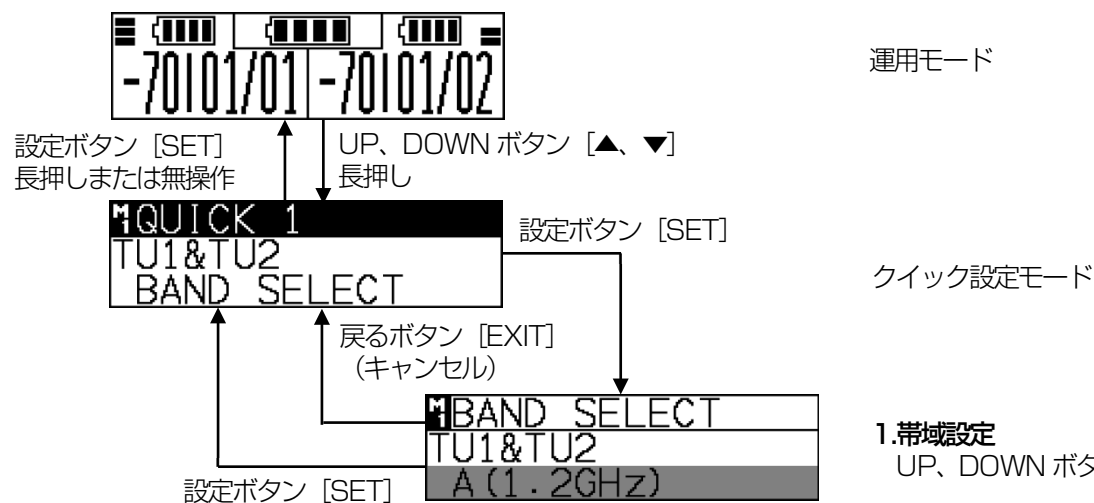 -70 01/01 -70 01/02
運用モード
設定ボタン [SET]
長押しまたは無操作
UP、DOWN ボタン [▲、▼]
長押し
M1 QUICK 1
TU1&TU2
BAND SELECT
設定ボタン [SET]
クイック設定モード
戻るボタン [EXIT]
（キャンセル）
M1 BAND SELECT
TU1&TU2
A(1.2GHz)
設定ボタン [SET]
1.帯域設定
UP、DOWN ボ